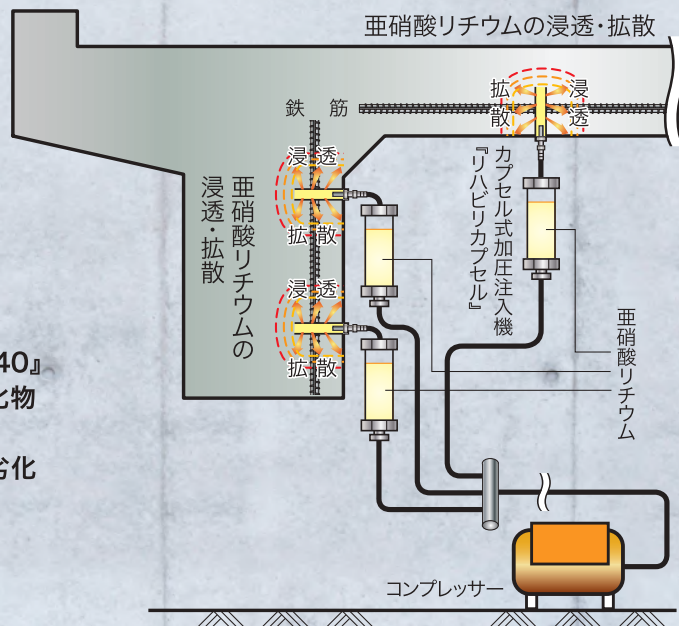 亜硝酸リチウムの浸透・拡散
拡 浸
散 透
鉄 筋
浸 透
拡 散
亜硝酸リチウムの
浸透・拡散
カプセル式加圧注入機
『リハビリカプセル』
浸 透
拡 散
亜硝酸リチウム
40』
化物
劣化
コンプレッサー